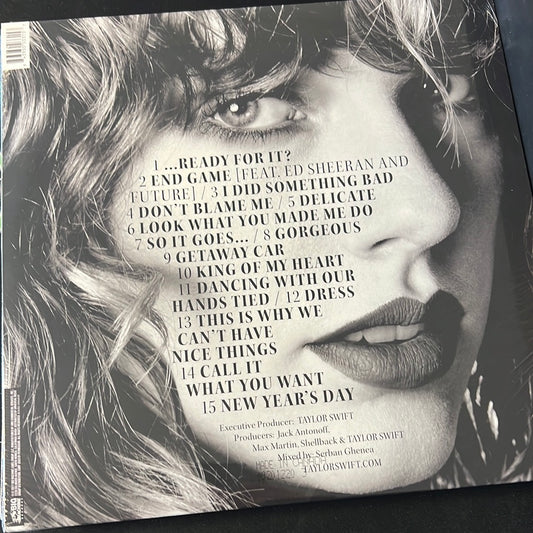 1 ...READY FOR IT?
2 END GAME [FEAT. ED SHEERAN AND
FUTURE] / 3 I DID SOMETHING BAD
4 DON'T BLAME ME / 5 DELICATE
6 LOOK WHAT YOU MADE ME DO
7 SO IT GOES... / 8 GORGEOUS
9 GETAWAY CAR
10 KING OF MY HEART
11 DANCING WITH OUR
HANDS TIED / 12 DRESS
13 THIS IS WHY WE
CAN'T HAVE
NICE THINGS
14 CALL IT
WHAT YOU WANT
15 NEW YEAR'S DAY
Executive Producer: TAYLOR SWIFT
Producers: Jack Antonoff,
Max Martin, Shellback & TAYLOR SWIFT
Mixed by: Serban Ghenea
MADE IN CANADA
TAYLORSWIFT.COM